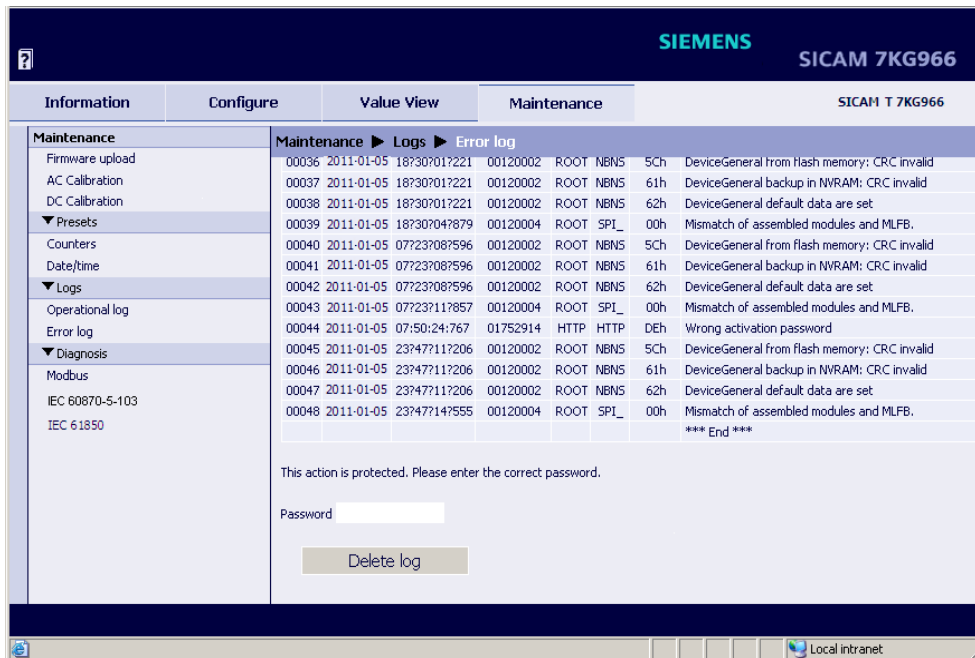 ?
SIEMENS
SICAM 7KG966
Information Configure Value View Maintenance SICAM T 7KG966
Maintenance
Firmware upload
AC Calibration
DC Calibration
▼ Presets
Counters
Date/time
▼ Logs
Operational log
Error log
▼ Diagnosis
Modbus
IEC 60870-5-103
IEC 61850
Maintenance ▶ Logs ▶ Error log
00036 2011-01-05 18?30?01?221 00120002 ROOT NBNS 5Ch DeviceGeneral from flash memory: CRC invalid
00037 2011-01-05 18?30?01?221 00120002 ROOT NBNS 61h DeviceGeneral backup in NVRAM: CRC invalid
00038 2011-01-05 18?30?01?221 00120002 ROOT NBNS 62h DeviceGeneral default data are set
00039 2011-01-05 18?30?04?879 00120004 ROOT SPI_ 00h Mismatch of assembled modules and MLFB.
00040 2011-01-05 07?23?08?596 00120002 ROOT NBNS 5Ch DeviceGeneral from flash memory: CRC invalid
00041 2011-01-05 07?23?08?596 00120002 ROOT NBNS 61h DeviceGeneral backup in NVRAM: CRC invalid
00042 2011-01-05 07?23?08?596 00120002 ROOT NBNS 62h DeviceGeneral default data are set
00043 2011-01-05 07?23?11?857 00120004 ROOT SPI_ 00h Mismatch of assembled modules and MLFB.
00044 2011-01-05 07:50:24:767 01752914 HTTP HTTP DEh Wrong activation password
00045 2011-01-05 23?47?11?206 00120002 ROOT NBNS 5Ch DeviceGeneral from flash memory: CRC invalid
00046 2011-01-05 23?47?11?206 00120002 ROOT NBNS 61h DeviceGeneral backup in NVRAM: CRC invalid
00047 2011-01-05 23?47?11?206 00120002 ROOT NBNS 62h DeviceGeneral default data are set
00048 2011-01-05 23?47?14?555 00120004 ROOT SPI_ 00h Mismatch of assembled modules and MLFB.
*** End ***
This action is protected. Please enter the correct password.
Password
Delete log
Local intranet